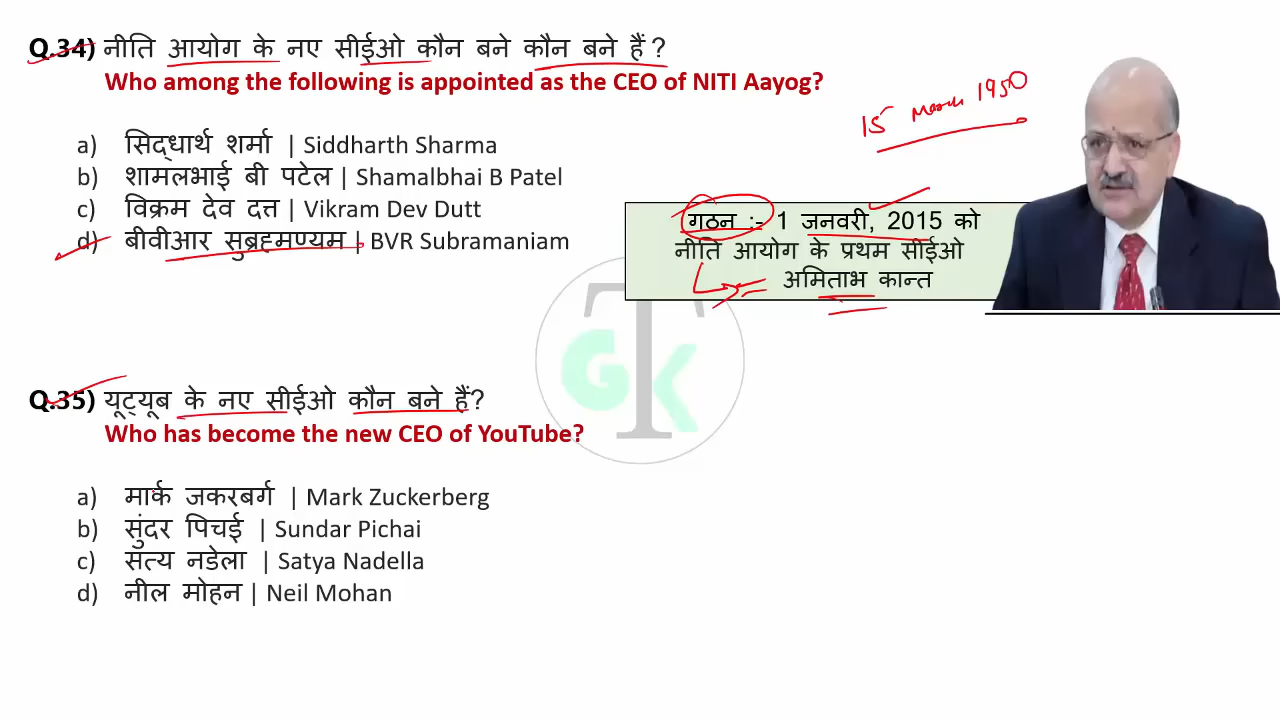 Q.34) नीति आयोग के नए सीईओ कौन बने कौन बने हैं ?
Who among the following is appointed as the CEO of NITI Aayog?
15 March 1950
a) सिद्धार्थ शर्मा | Siddharth Sharma
b) शामलभाई बी पटेल | Shamalbhai B Patel
c) विक्रम देव दत्त | Vikram Dev Dutt
d) बीवीआर सुब्रह्मण्यम | BVR Subramaniam
गठन :- 1 जनवरी, 2015 को
नीति आयोग के प्रथम सीईओ
अमिताभ कान्त
TGK
Q.35) यूट्यूब के नए सीईओ कौन बने हैं?
Who has become the new CEO of YouTube?
a) मार्क जकरबर्ग | Mark Zuckerberg
b) सुंदर पिचई | Sundar Pichai
c) सत्य नडेला | Satya Nadella
d) नील मोहन | Neil Mohan